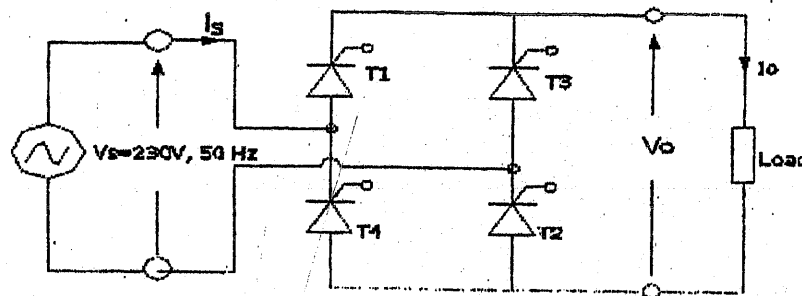 Is
T1
T3
Io
Vs=230V, 50 Hz
Vo
Load
T4
T2